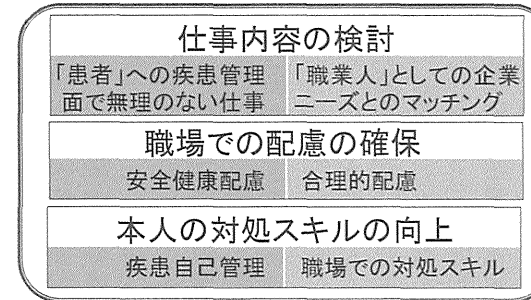 仕事内容の検討
「患者」への疾患管理面で無理のない仕事
「職業人」としての企業ニーズとのマッチング
職場での配慮の確保
安全健康配慮
合理的配慮
本人の対処スキルの向上
疾患自己管理
職場での対処スキル